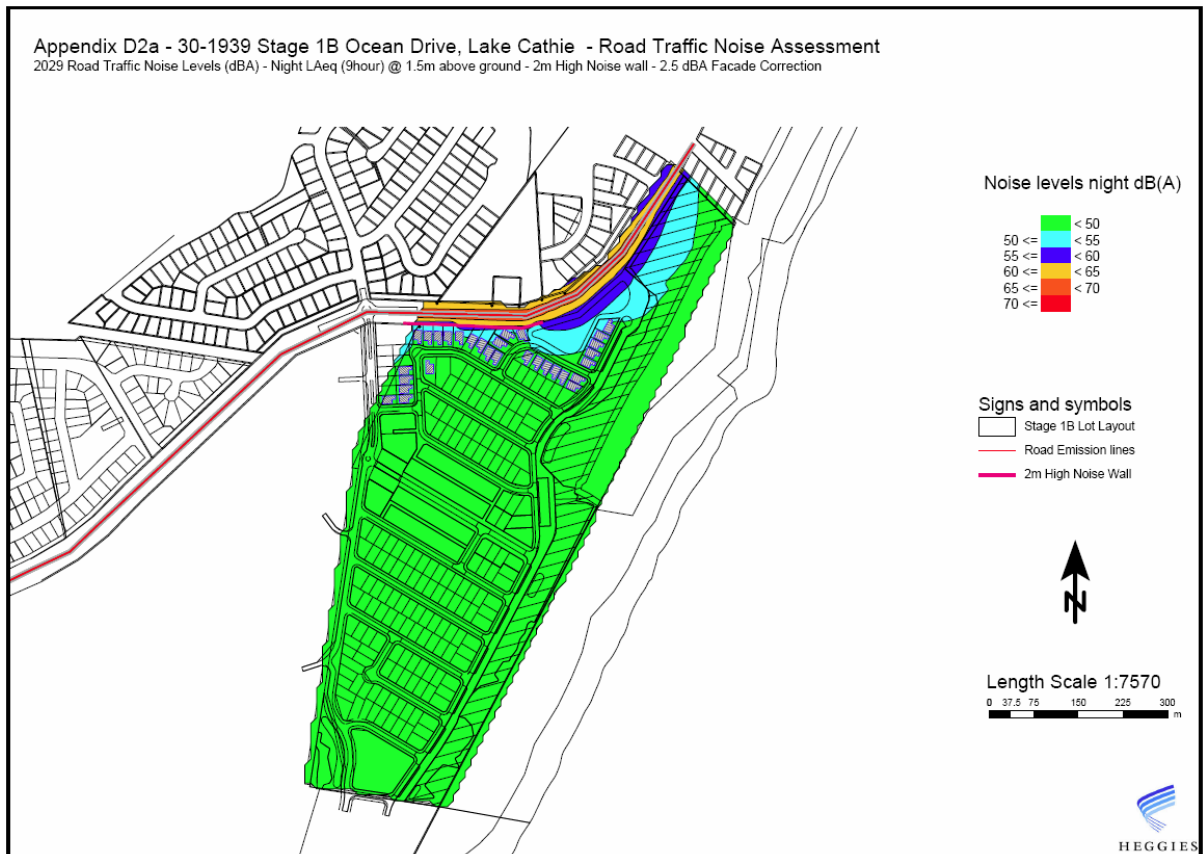 Appendix D2a - 30-1939 Stage 1B Ocean Drive, Lake Cathie - Road Traffic Noise Assessment
2029 Road Traffic Noise Levels (dBA) - Night LAeq (9hour) @ 1.5m above ground - 2m High Noise wall - 2.5 dBA Facade Correction
Noise levels night dB(A)
< 50
50 <= < 55
55 <= < 60
60 <= < 65
65 <= < 70
70 <=
Signs and symbols
Stage 1B Lot Layout
Road Emission lines
2m High Noise Wall
N
Length Scale 1:7570
0 37.5 75 150 225 300
m
HEGGIES